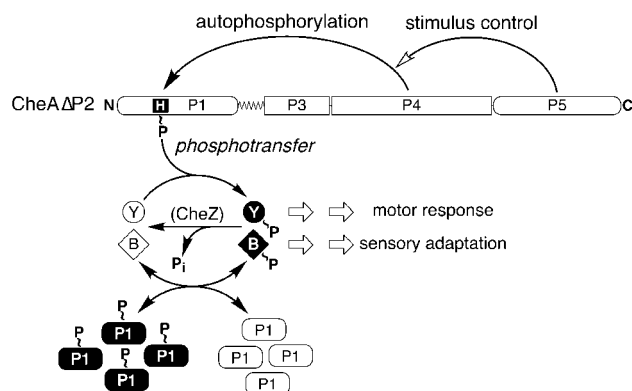 autophosphorylation stimulus control
CheAΔP2 N H P1 P3 P4 P5 C
P
phosphotransfer
Y (CheZ) Y motor response
P
B B sensory adaptation
Pi P
P P1
P P1 P
P1 P P1 P1 P1
P1 P1